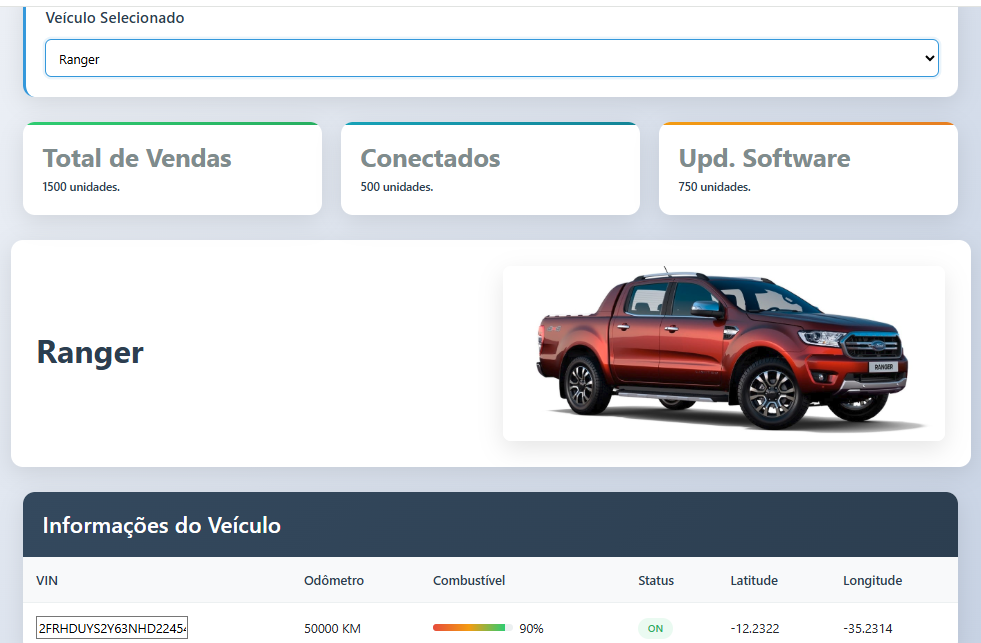 Veículo Selecionado
Ranger
Total de Vendas
1500 unidades.
Conectados
500 unidades.
Upd. Software
750 unidades.
Ranger
RANGER
Informações do Veículo
VIN Odômetro Combustível Status Latitude Longitude
2FRHDUYS2Y63NHD2245 50000 KM 90% ON -12.2322 -35.2314